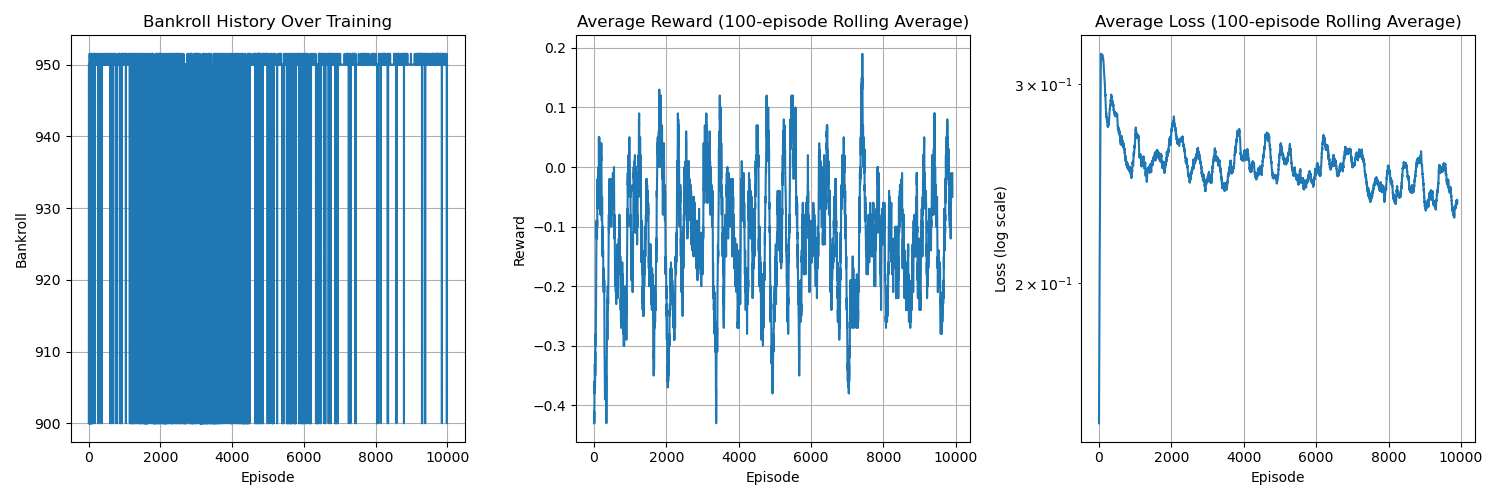 Bankroll History Over Training
950
940
930
920
910
900
Bankroll
0
2000
4000
6000
8000
10000
Episode
Average Reward (100-episode Rolling Average)
0.2
0.1
0.0
−0.1
−0.2
−0.3
−0.4
Reward
0
2000
4000
6000
8000
10000
Episode
Average Loss (100-episode Rolling Average)
3 × 10⁻¹
2 × 10⁻¹
Loss (log scale)
0
2000
4000
6000
8000
10000
Episode